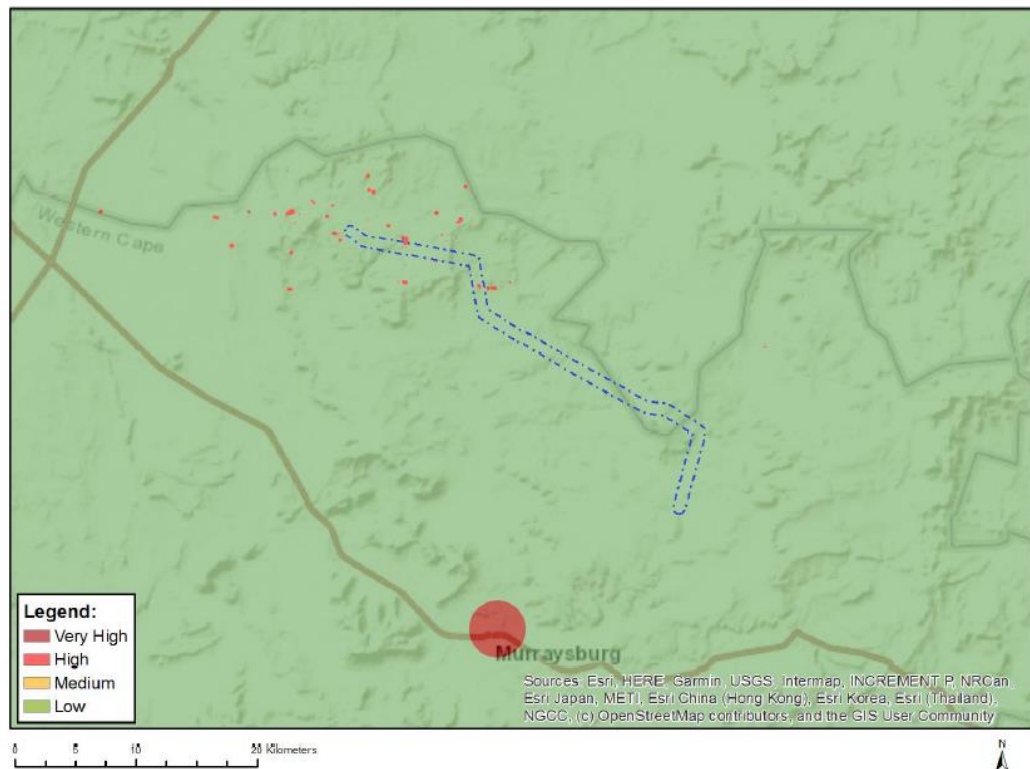 Western Cape
Murraysburg
Legend:
Very High
High
Medium
Low
Sources: Esri, HERE, Garmin, USGS, Intermap, INCREMENT P, NRCan,
Esri Japan, METI, Esri China (Hong Kong), Esri Korea, Esri (Thailand),
NGCC, (c) OpenStreetMap contributors, and the GIS User Community
0 5 10 20 Kilometers
N